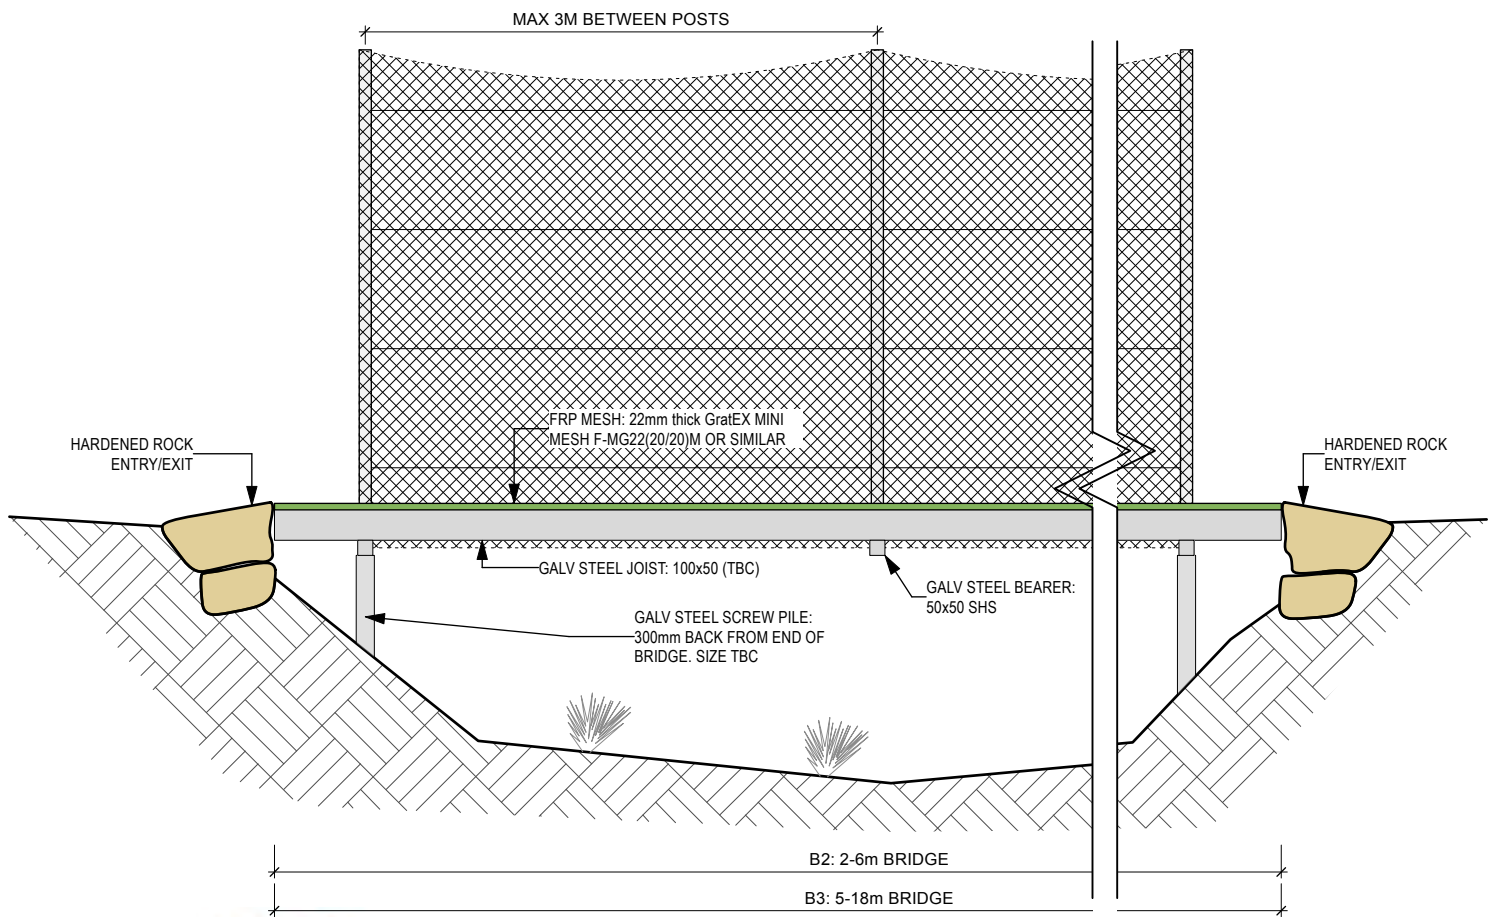 MAX 3M BETWEEN POSTS
FRP MESH: 22mm thick GratEX MINI
MESH F-MG22(20/20)M OR SIMILAR
HARDENED ROCK
ENTRY/EXIT
HARDENED ROCK
ENTRY/EXIT
GALV STEEL JOIST: 100x50 (TBC)
GALV STEEL BEARER:
50x50 SHS
GALV STEEL SCREW PILE:
300mm BACK FROM END OF
BRIDGE. SIZE TBC
B2: 2-6m BRIDGE
B3: 5-18m BRIDGE